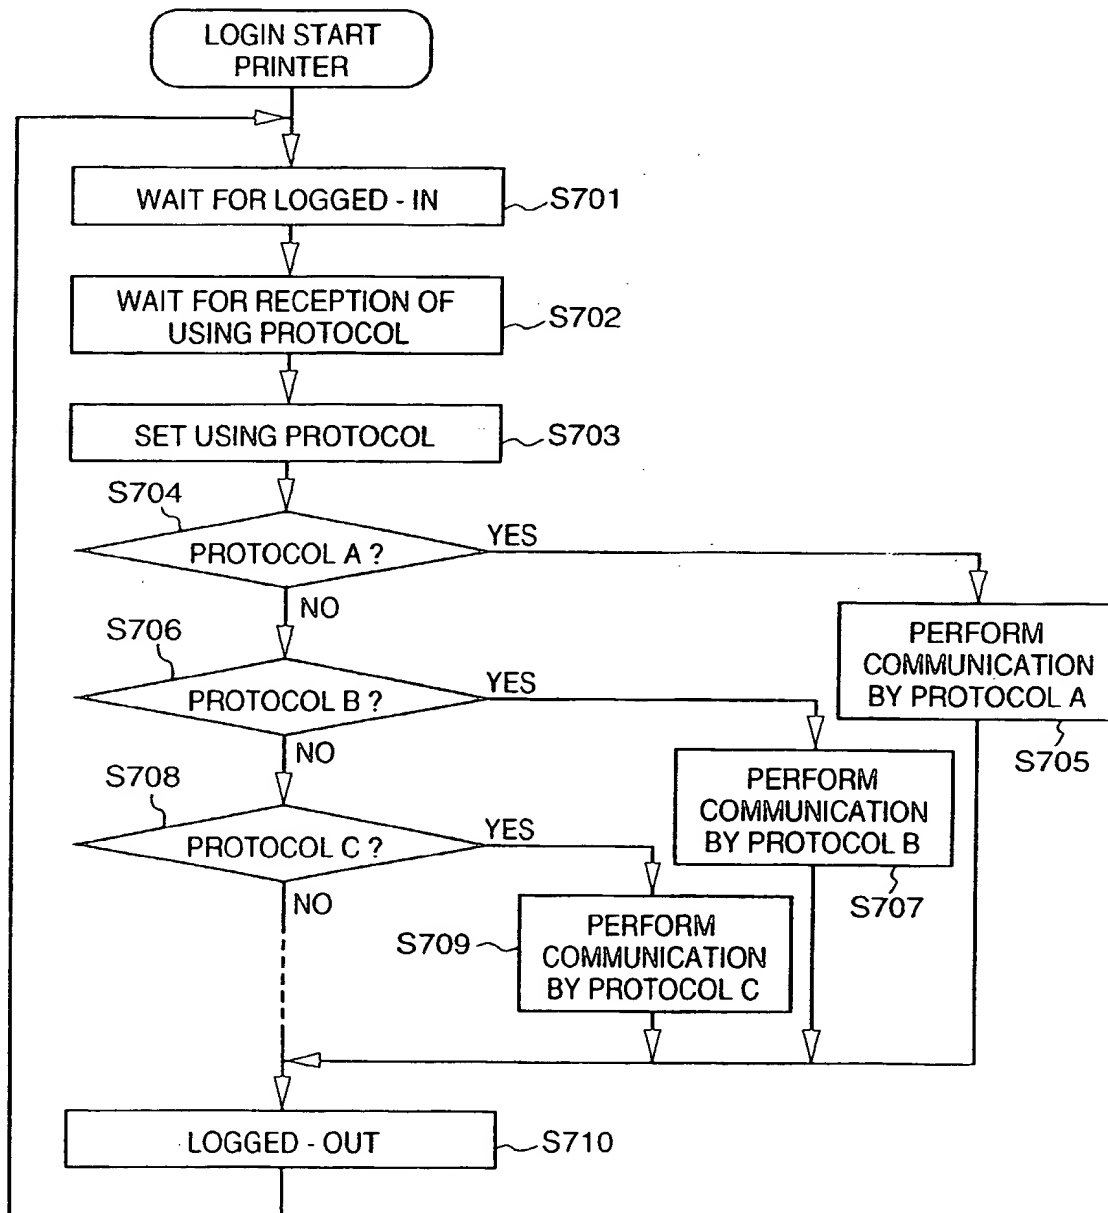 LOGIN START
PRINTER
WAIT FOR LOGGED - IN
S701
WAIT FOR RECEPTION OF
USING PROTOCOL
S702
SET USING PROTOCOL
S703
S704
PROTOCOL A ?
YES
NO
PERFORM
COMMUNICATION
BY PROTOCOL A
S705
S706
PROTOCOL B ?
YES
NO
PERFORM
COMMUNICATION
BY PROTOCOL B
S707
S708
PROTOCOL C ?
YES
NO
PERFORM
COMMUNICATION
BY PROTOCOL C
S709
LOGGED - OUT
S710